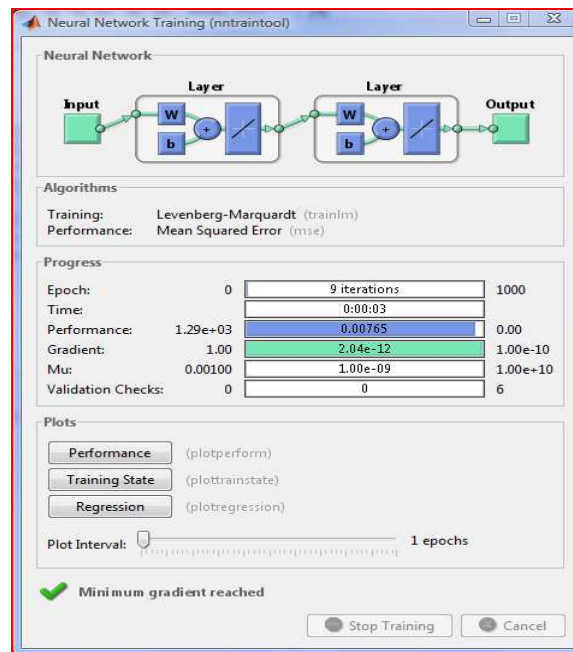 Neural Network Training (nntraintool)
Neural Network
Layer Layer
Input Output
W W
+ +
b b
Algorithms
Training: Levenberg-Marquardt (trainlm)
Performance: Mean Squared Error (mse)
Progress
Epoch: 0 9 iterations 1000
Time: 0:00:03
Performance: 1.29e+03 0.00765 0.00
Gradient: 1.00 2.04e-12 1.00e-10
Mu: 0.00100 1.00e-09 1.00e+10
Validation Checks: 0 0 6
Plots
Performance (plotperform)
Training State (plottrainstate)
Regression (plotregression)
Plot Interval: 1 epochs
Minimum gradient reached
Stop Training Cancel